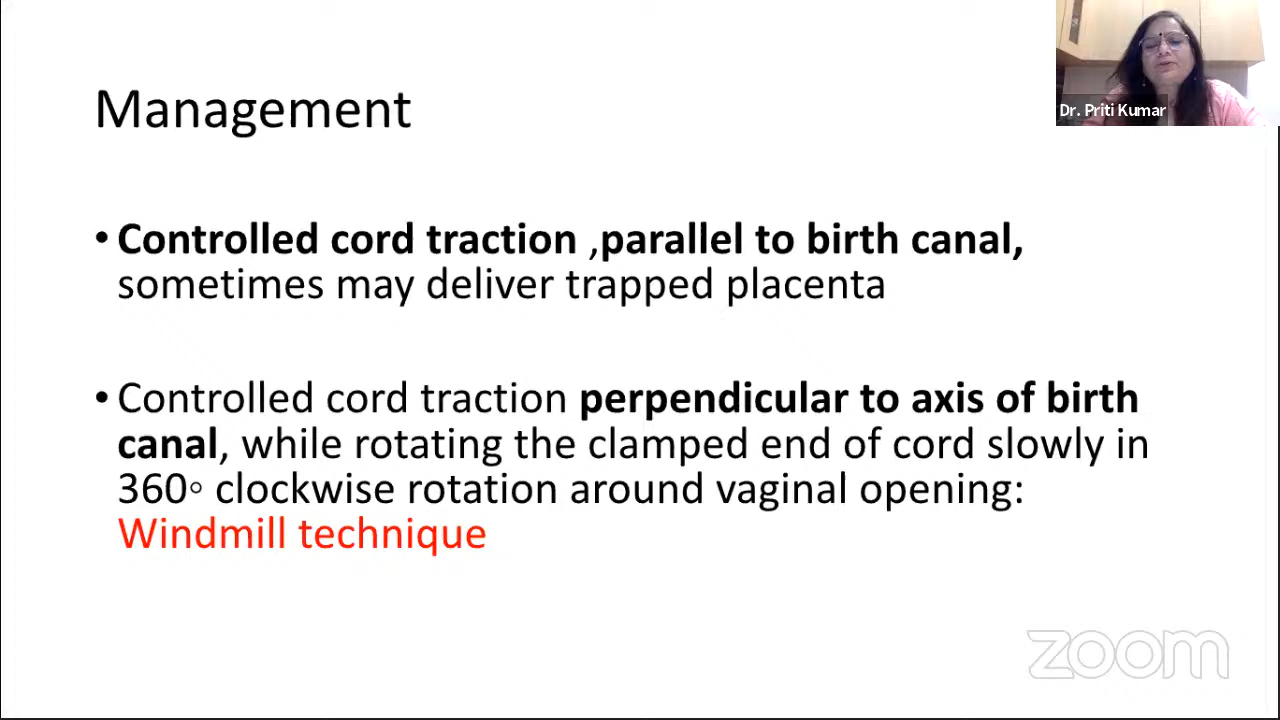 Management
Dr. Priti Kumar
• Controlled cord traction ,parallel to birth canal,
sometimes may deliver trapped placenta
• Controlled cord traction perpendicular to axis of birth
canal, while rotating the clamped end of cord slowly in
360◦ clockwise rotation around vaginal opening:
Windmill technique
zoom